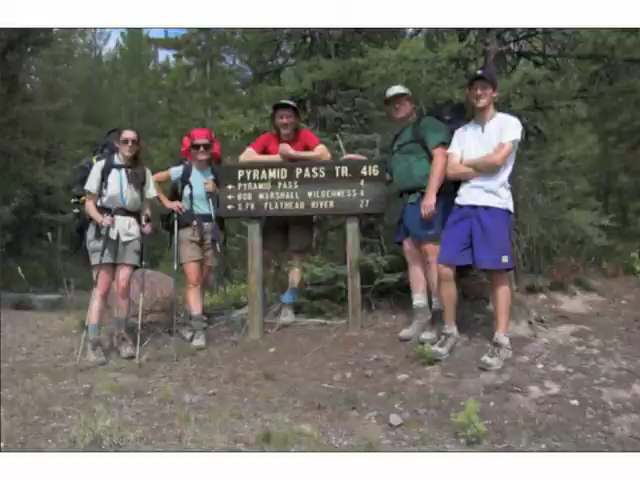 PYRAMID PASS TR. 416
← PYRAMID PASS 4
← BOB MARSHALL WILDERNESS 4
← S.FK FLATHEAD RIVER 27